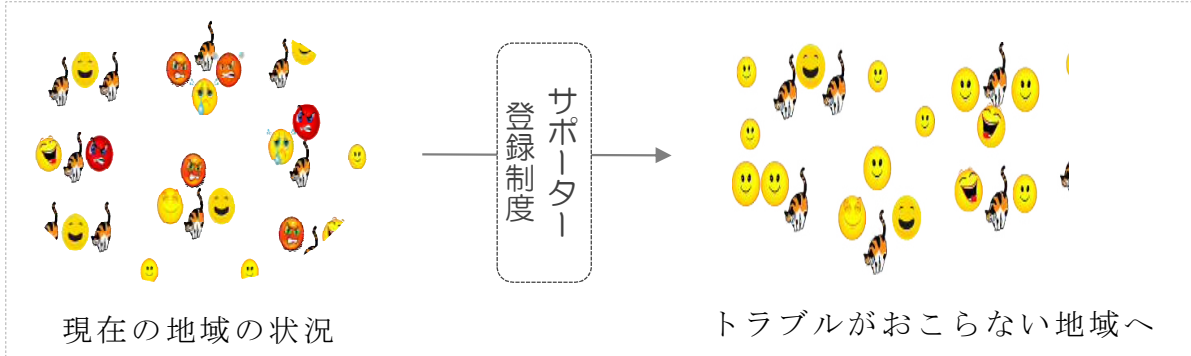 サポーター
登録制度
現在の地域の状況
トラブルがおこらない地域へ